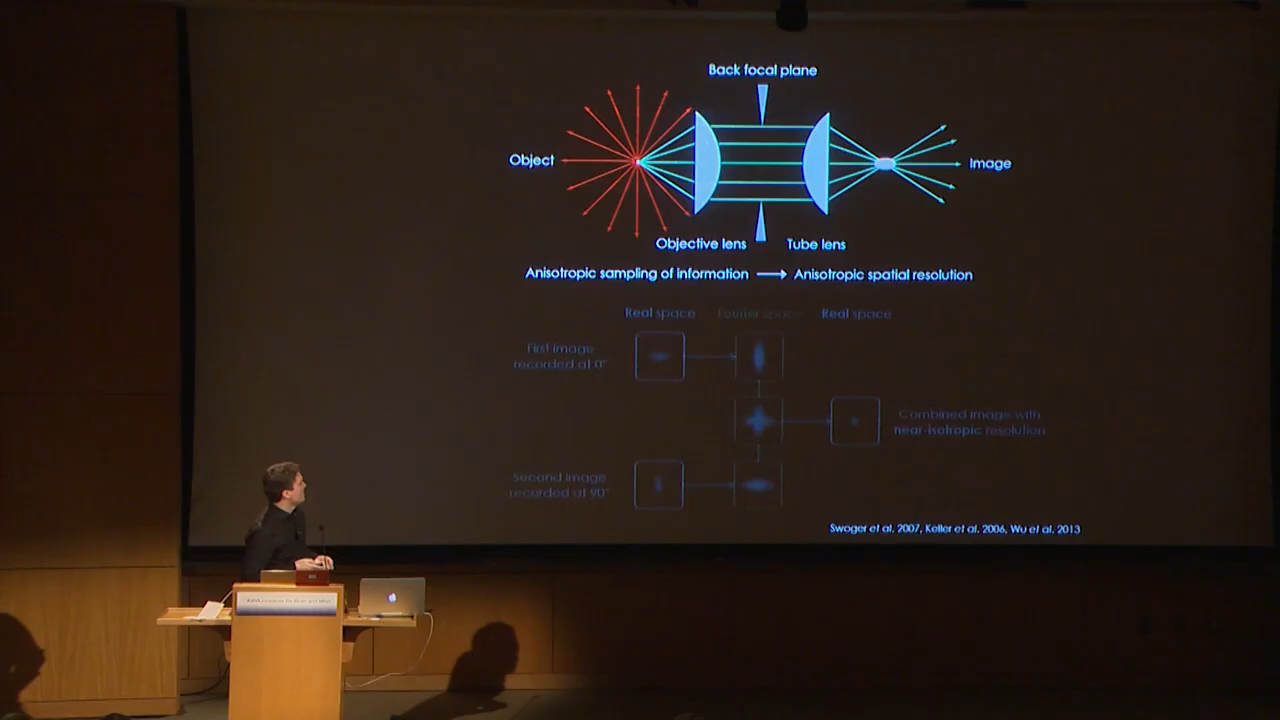 Back focal plane
Object
Image
Objective lens
Tube lens
Anisotropic sampling of information
Anisotropic spatial resolution
Real space
Fourier space
Real space
First image
recorded at 0°
Combined image with
near-isotropic resolution
Second image
recorded at 90°
Swoger et al. 2007, Keller et al. 2006, Wu et al. 2013